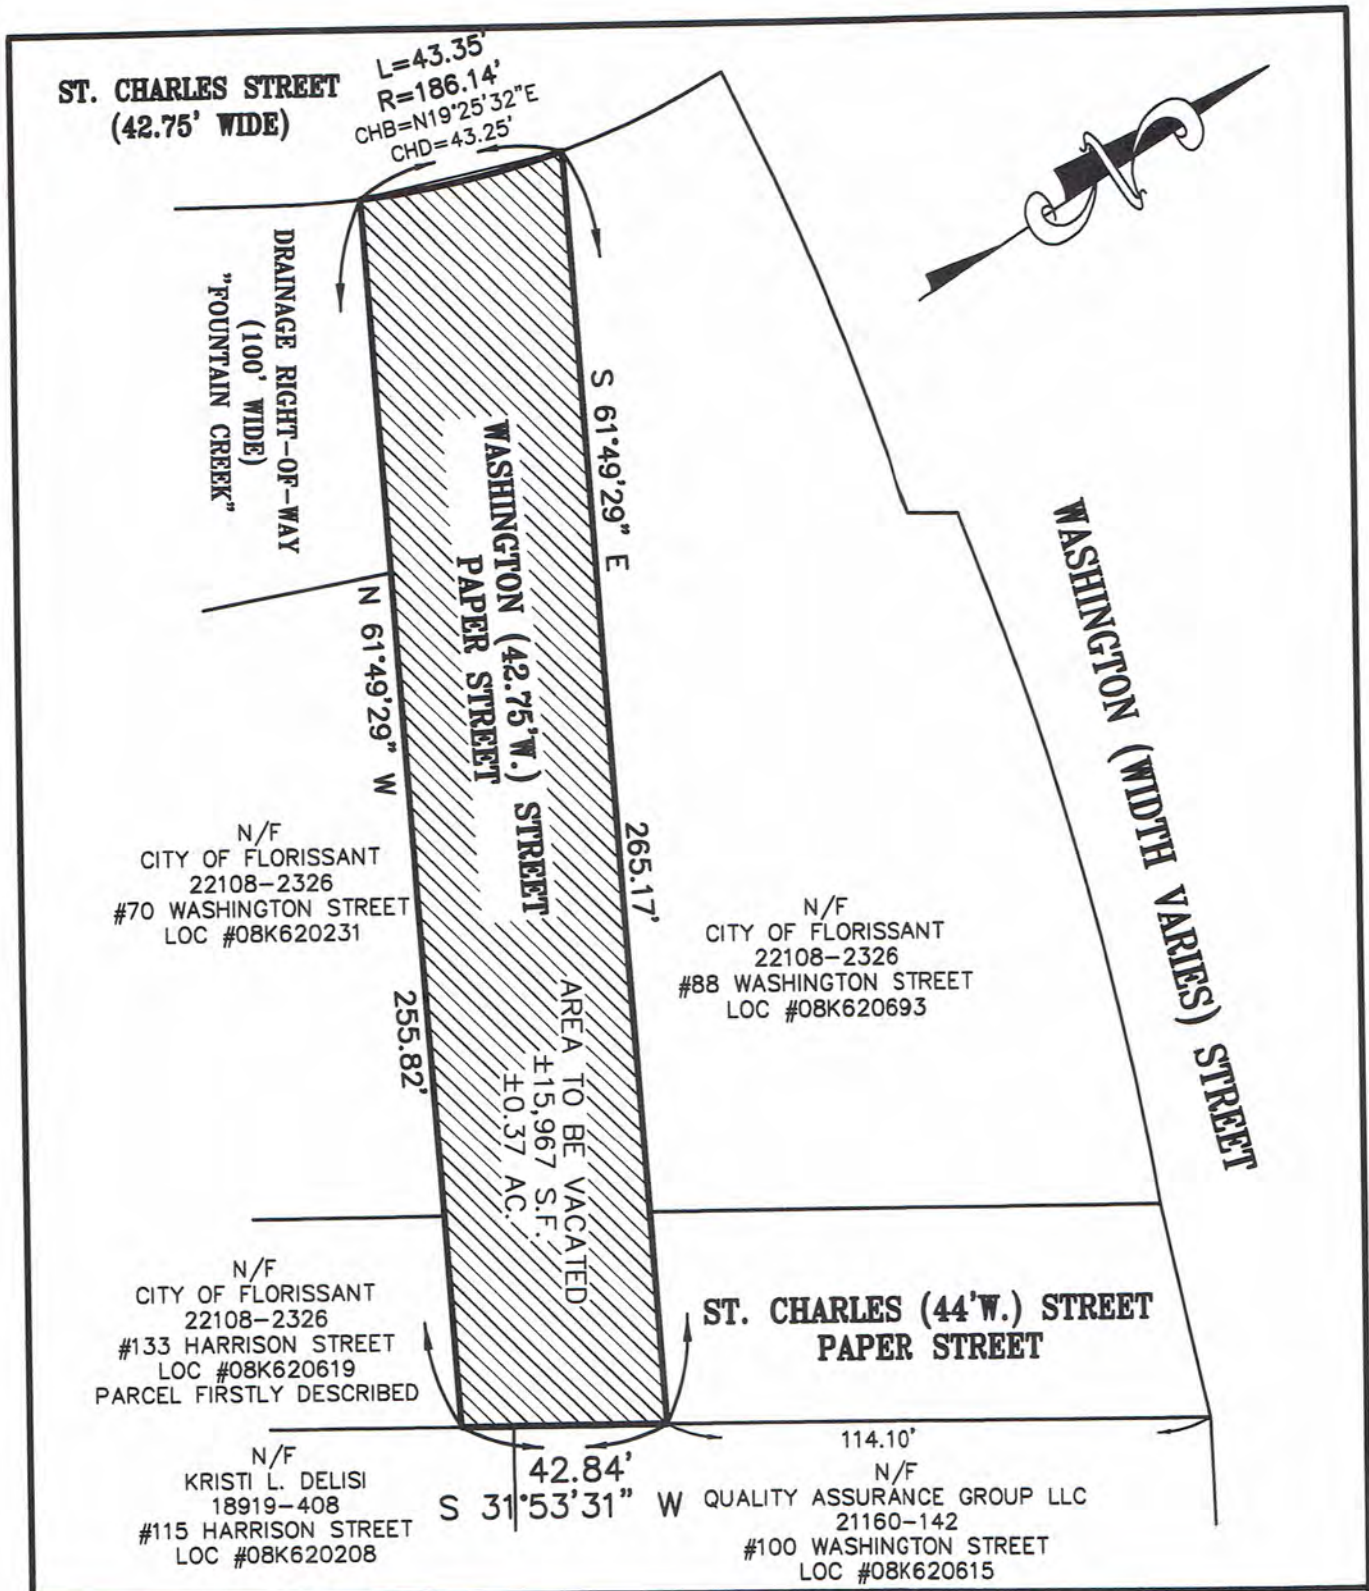 ST. CHARLES STREET
(42.75' WIDE)
L=43.35'
R=186.14'
CHB=N19°25'32"E
CHD=43.25'
N
DRAINAGE RIGHT-OF-WAY
(100' WIDE)
"FOUNTAIN CREEK"
S 61°49'29" E
265.17'
WASHINGTON (42.75'W.) STREET
PAPER STREET
N 61°49'29" W
255.82'
WASHINGTON (WIDTH VARIES) STREET
N/F
CITY OF FLORISSANT
22108-2326
#70 WASHINGTON STREET
LOC #08K620231
N/F
CITY OF FLORISSANT
22108-2326
#88 WASHINGTON STREET
LOC #08K620693
AREA TO BE VACATED
±15,967 S.F.
±0.37 AC.
N/F
CITY OF FLORISSANT
22108-2326
#133 HARRISON STREET
LOC #08K620619
PARCEL FIRSTLY DESCRIBED
ST. CHARLES (44'W.) STREET
PAPER STREET
114.10'
42.84'
S 31°53'31" W
N/F
KRISTI L. DELISI
18919-408
#115 HARRISON STREET
LOC #08K620208
N/F
QUALITY ASSURANCE GROUP LLC
21160-142
#100 WASHINGTON STREET
LOC #08K620615